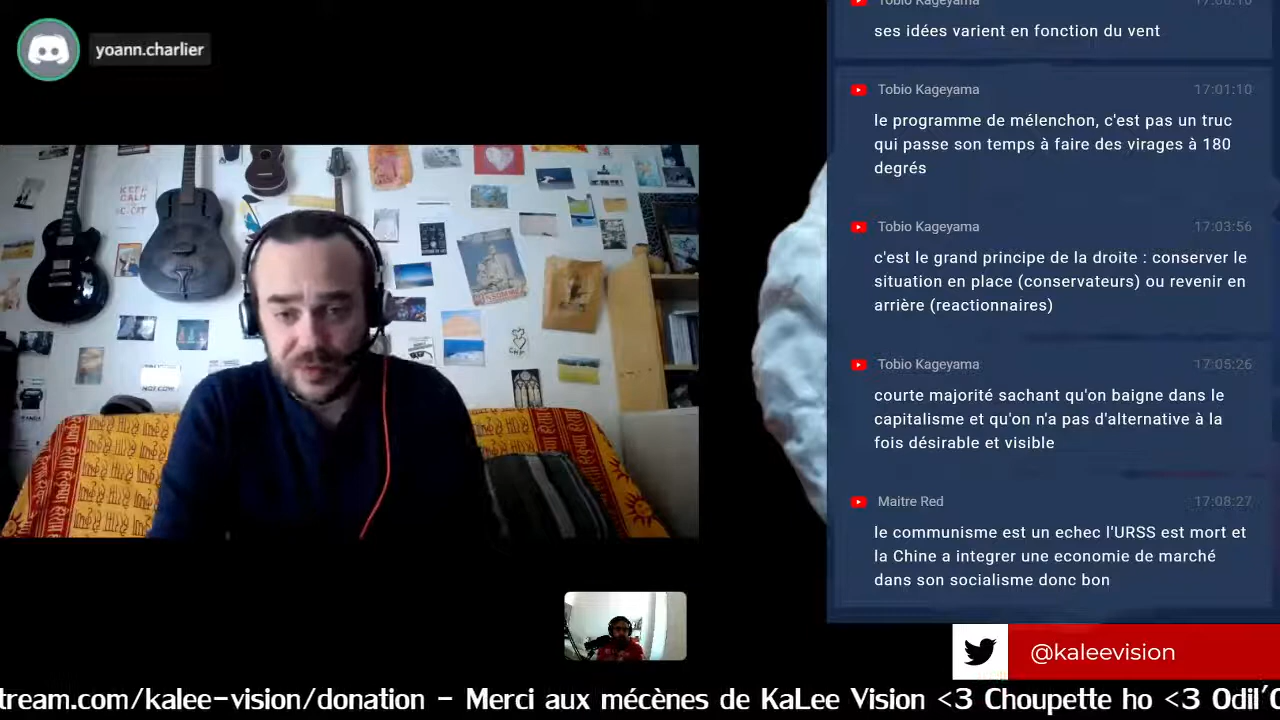 yoann.charlier
Tobio Kageyama
ses idées varient en fonction du vent
Tobio Kageyama 17:01:10
le programme de mélenchon, c'est pas un truc
qui passe son temps à faire des virages à 180
degrés
Tobio Kageyama 17:03:56
c'est le grand principe de la droite : conserver le
situation en place (conservateurs) ou revenir en
arrière (reactionnaires)
Tobio Kageyama 17:05:26
courte majorité sachant qu'on baigne dans le
capitalisme et qu'on n'a pas d'alternative à la
fois désirable et visible
Maitre Red 17:08:27
le communisme est un echec l'URSS est mort et
la Chine a integrer une economie de marché
dans son socialisme donc bon
@kaleevision
tream.com/kalee-vision/donation - Merci aux mécènes de KaLee Vision <3 Choupette ho <3 Odil'